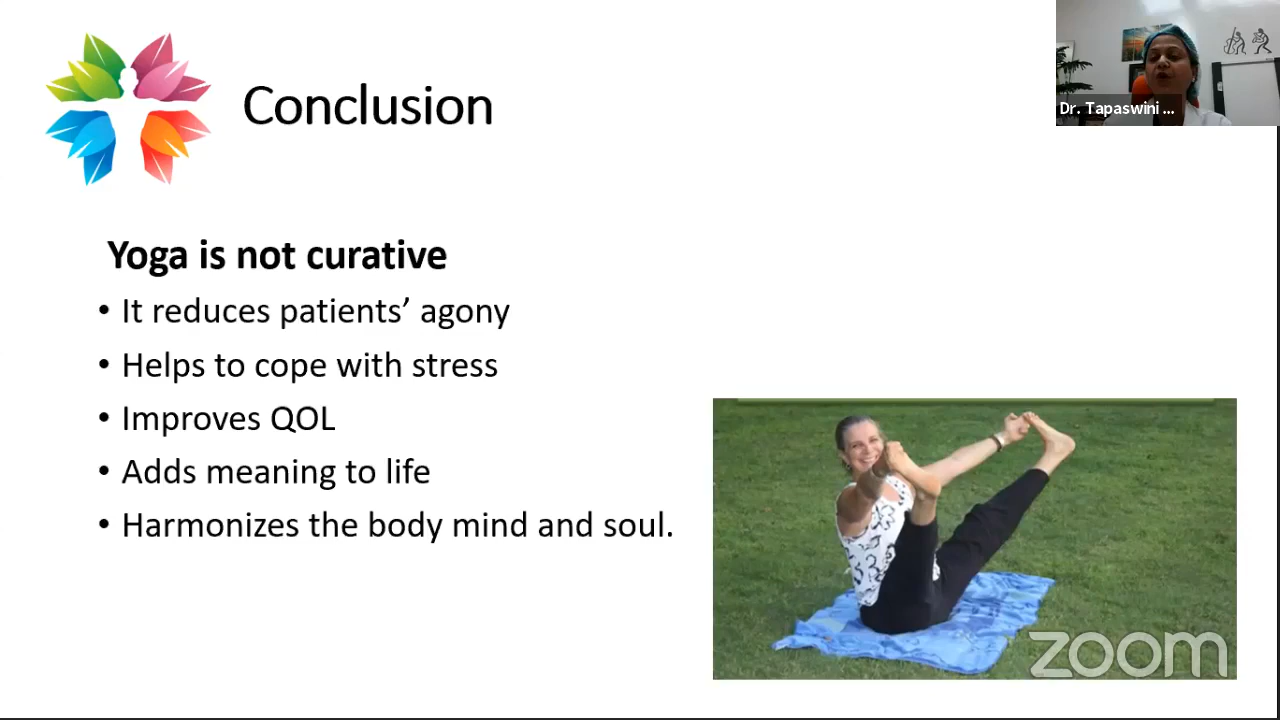 Conclusion
Dr. Tapaswini ...
Yoga is not curative
• It reduces patients’ agony
• Helps to cope with stress
• Improves QOL
• Adds meaning to life
• Harmonizes the body mind and soul.
zoom